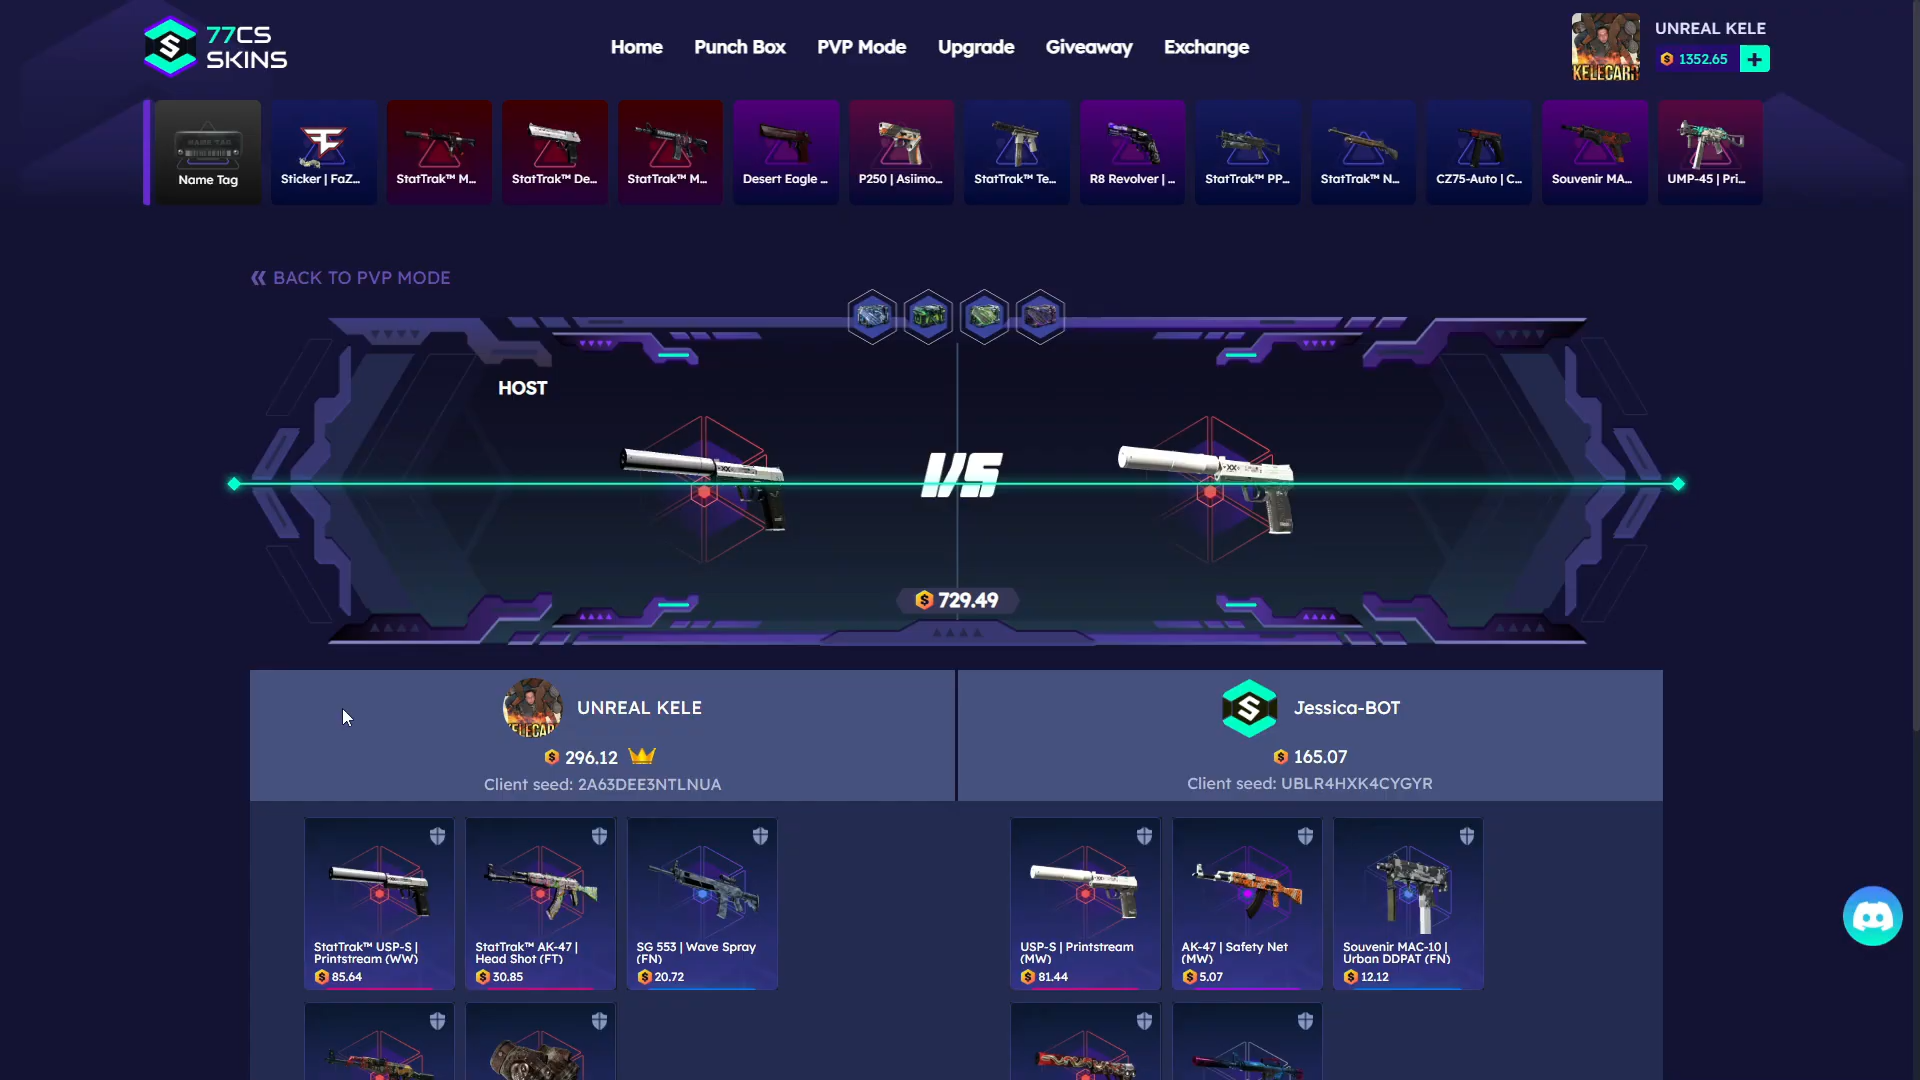 77CS
SKINS
Home
Punch Box
PVP Mode
Upgrade
Giveaway
Exchange
UNREAL KELE
1352.65
+
KELECARR
NAME TAG
Name Tag
Sticker | FaZ...
StatTrak™ M...
StatTrak™ De...
StatTrak™ M...
Desert Eagle ...
P250 | Asiimo...
StatTrak™ Te...
R8 Revolver | ...
StatTrak™ PP...
StatTrak™ N...
CZ75-Auto | C...
Souvenir MA...
UMP-45 | Pri...
BACK TO PVP MODE
HOST
VS
729.49
UNREAL KELE
296.12
Client seed: 2A63DEE3NTLNUA
Jessica-BOT
165.07
Client seed: UBLR4HXK4CYGYR
StatTrak™ USP-S |
Printstream (WW)
85.64
StatTrak™ AK-47 |
Head Shot (FT)
30.85
SG 553 | Wave Spray
(FN)
20.72
USP-S | Printstream
(MW)
81.44
AK-47 | Safety Net
(MW)
5.07
Souvenir MAC-10 |
Urban DDPAT (FN)
12.12